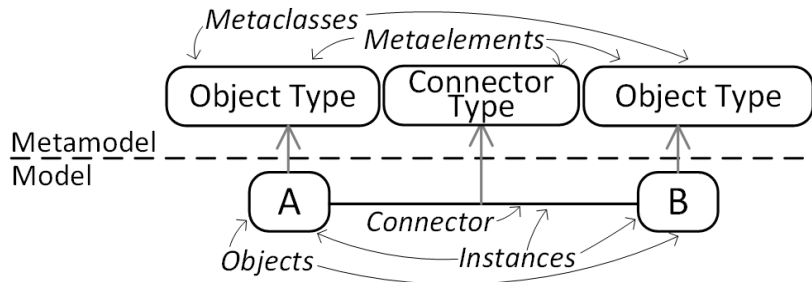 Metaclasses
Metaelements
Object Type
Connector
Type
Object Type
Metamodel
Model
A
B
Connector
Objects
Instances